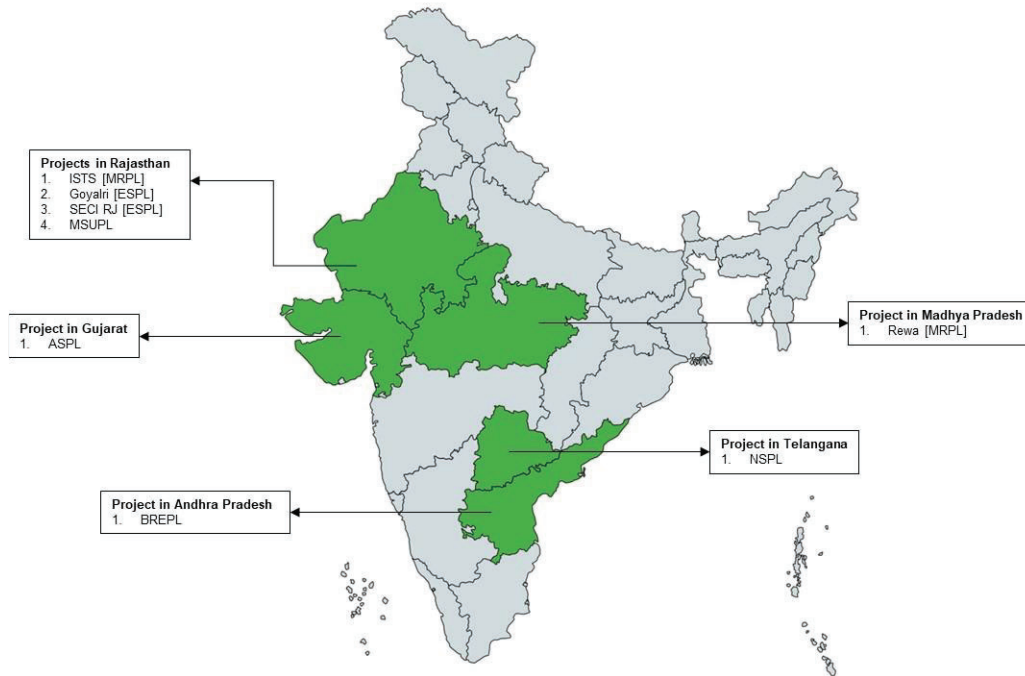 Projects in Rajasthan
1. ISTS [MRPL]
2. Goyalri [ESPL]
3. SECI RJ [ESPL]
4. MSUPL
Project in Gujarat
1. ASPL
Project in Madhya Pradesh
1. Rewa [MRPL]
Project in Telangana
1. NSPL
Project in Andhra Pradesh
1. BREPL